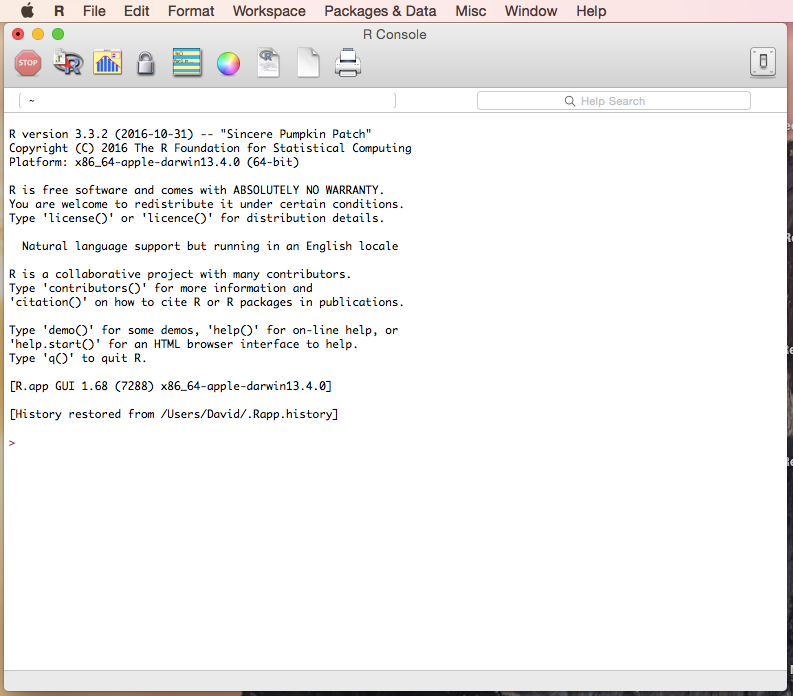 R File Edit Format Workspace Packages & Data Misc Window Help
R Console
STOP
~
Help Search
R version 3.3.2 (2016-10-31) -- "Sincere Pumpkin Patch"
Copyright (C) 2016 The R Foundation for Statistical Computing
Platform: x86_64-apple-darwin13.4.0 (64-bit)
R is free software and comes with ABSOLUTELY NO WARRANTY.
You are welcome to redistribute it under certain conditions.
Type 'license()' or 'licence()' for distribution details.
Natural language support but running in an English locale
R is a collaborative project with many contributors.
Type 'contributors()' for more information and
'citation()' on how to cite R or R packages in publications.
Type 'demo()' for some demos, 'help()' for on-line help, or
'help.start()' for an HTML browser interface to help.
Type 'q()' to quit R.
[R.app GUI 1.68 (7288) x86_64-apple-darwin13.4.0]
[History restored from /Users/David/.Rapp.history]
>